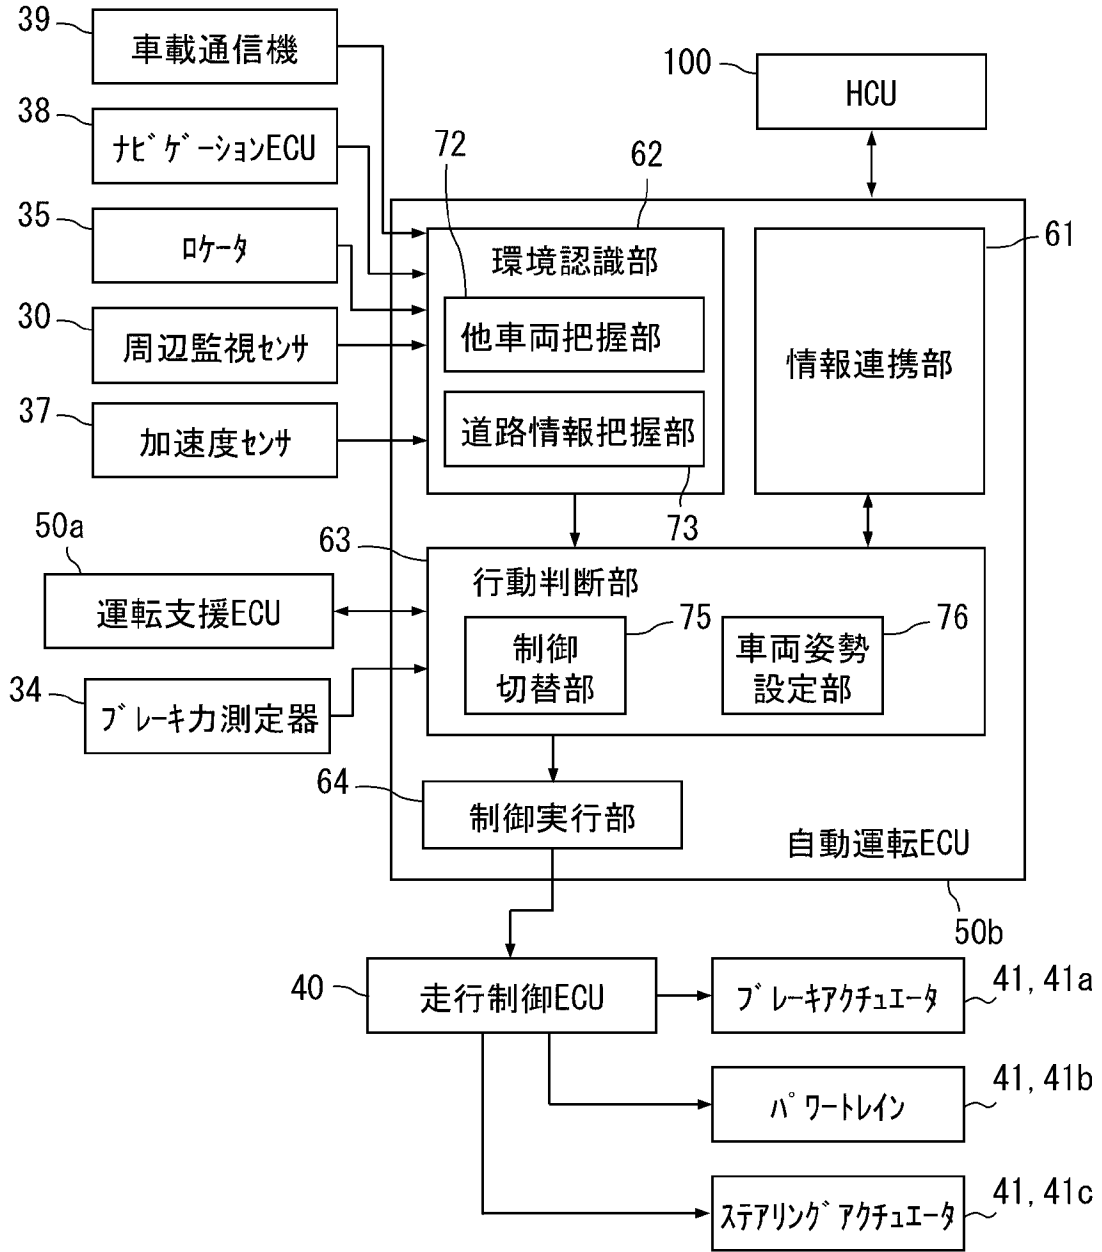 39
車載通信機
38
ﾅﾋﾞｹﾞｰｼｮﾝECU
35
ﾛｹｰﾀ
30
周辺監視ｾﾝｻ
37
加速度ｾﾝｻ
50a
運転支援ECU
34
ﾌﾞﾚｰｷ力測定器
100
HCU
72
62
環境認識部
他車両把握部
道路情報把握部
73
61
情報連携部
63
行動判断部
75
制御
切替部
76
車両姿勢
設定部
64
制御実行部
自動運転ECU
50b
40
走行制御ECU
ﾌﾞﾚｰｷｱｸﾁｭｴｰﾀ
41, 41a
ﾊﾟﾜｰﾄﾚｲﾝ
41, 41b
ｽﾃｱﾘﾝｸﾞｱｸﾁｭｴｰﾀ
41, 41c